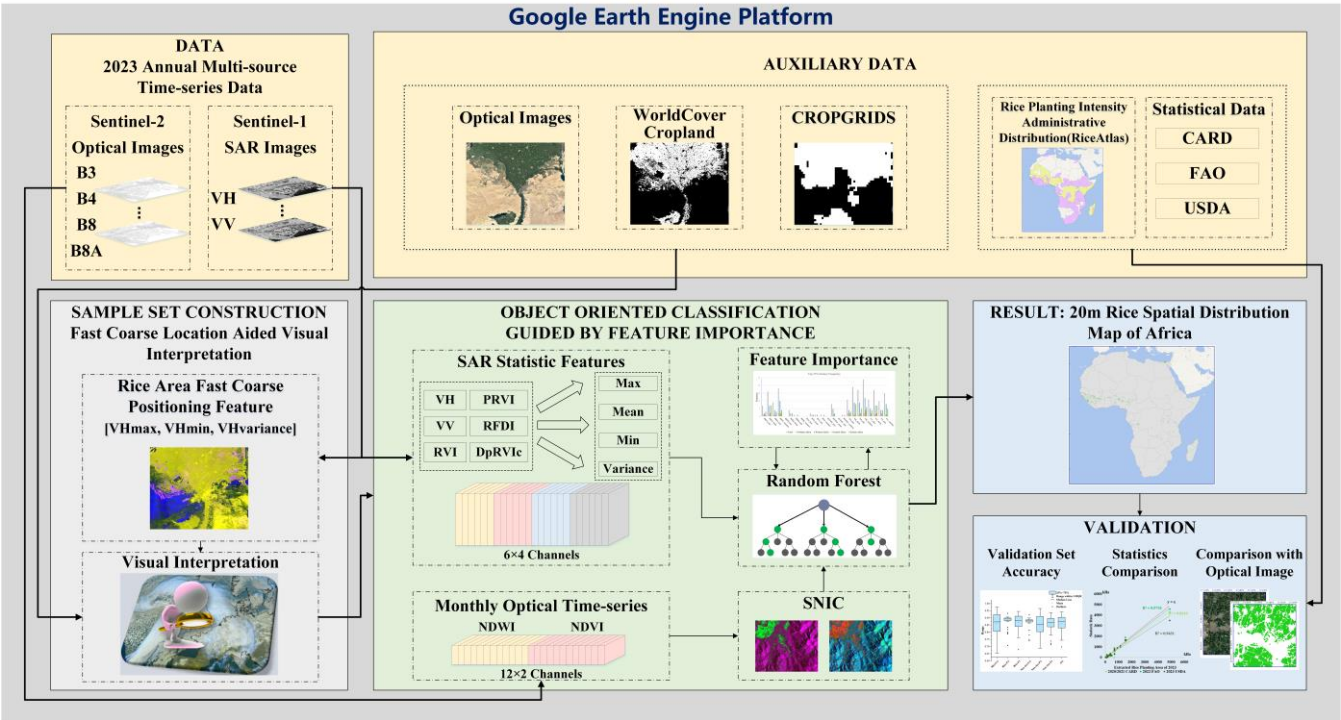 Google Earth Engine Platform
DATA
2023 Annual Multi-source
Time-series Data
Sentinel-2
Optical Images
B3
B4
B8
B8A
Sentinel-1
SAR Images
VH
VV
AUXILIARY DATA
Optical Images
WorldCover
Cropland
CROPGRIDS
Rice Planting Intensity
Administrative
Distribution(RiceAtlas)
Statistical Data
CARD
FAO
USDA
SAMPLE SET CONSTRUCTION
Fast Coarse Location Aided Visual
Interpretation
Rice Area Fast Coarse
Positioning Feature
[VHmax, VHmin, VHvariance]
Visual Interpretation
OBJECT ORIENTED CLASSIFICATION
GUIDED BY FEATURE IMPORTANCE
SAR Statistic Features
VH PRVI
VV RFDI
RVI DpRVIc
Max
Mean
Min
Variance
6×4 Channels
Monthly Optical Time-series
NDWI NDVI
12×2 Channels
Feature Importance
Random Forest
SNIC
RESULT: 20m Rice Spatial Distribution
Map of Africa
VALIDATION
Validation Set
Accuracy
Statistics
Comparison
Comparison with
Optical Image